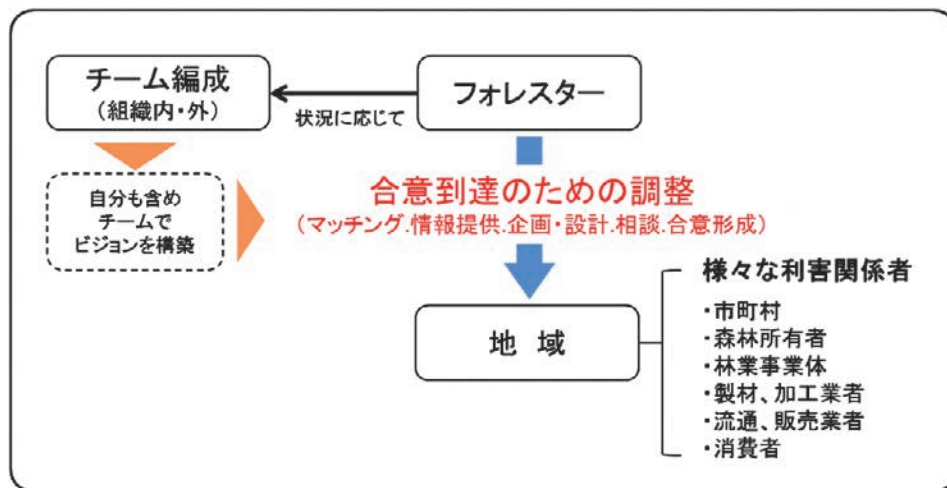 チーム編成
(組織内・外)
状況に応じて
フォレスター
自分も含め
チームで
ビジョンを構築
合意到達のための調整
(マッチング.情報提供.企画・設計.相談.合意形成)
地 域
様々な利害関係者
・市町村
・森林所有者
・林業事業体
・製材、加工業者
・流通、販売業者
・消費者